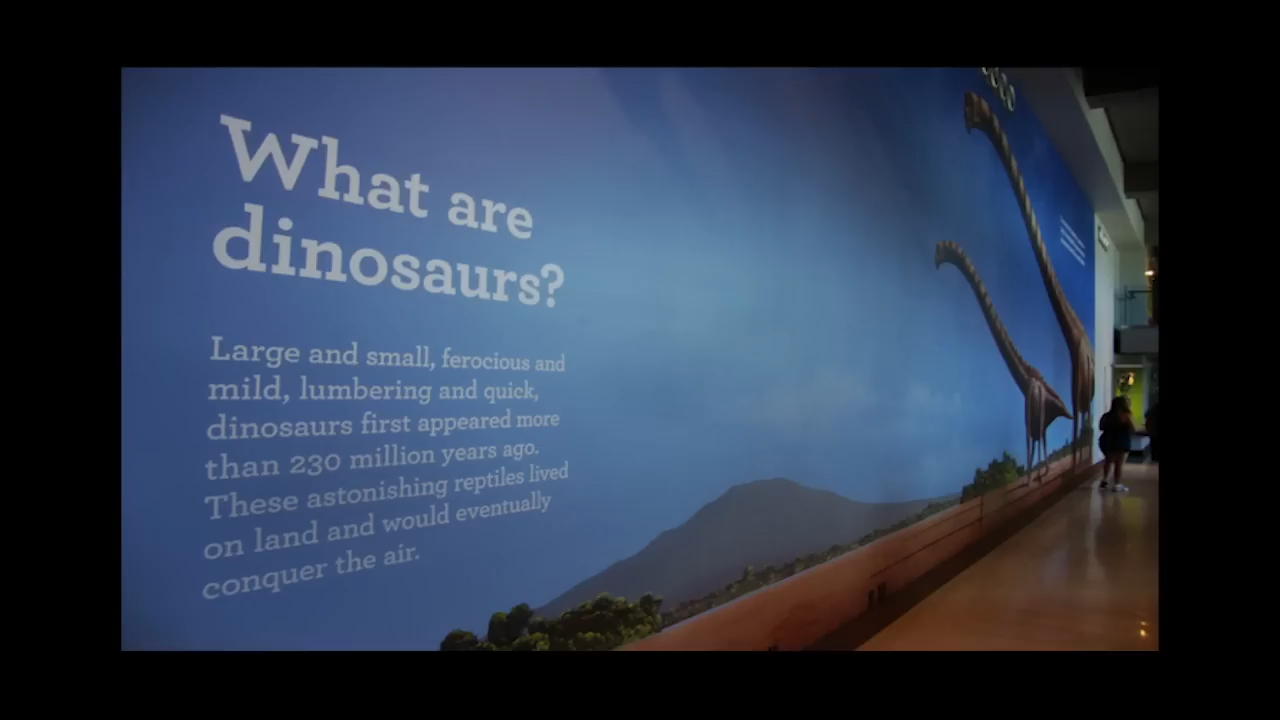 What are
dinosaurs?
Large and small, ferocious and
mild, lumbering and quick,
dinosaurs first appeared more
than 230 million years ago.
These astonishing reptiles lived
on land and would eventually
conquer the air.